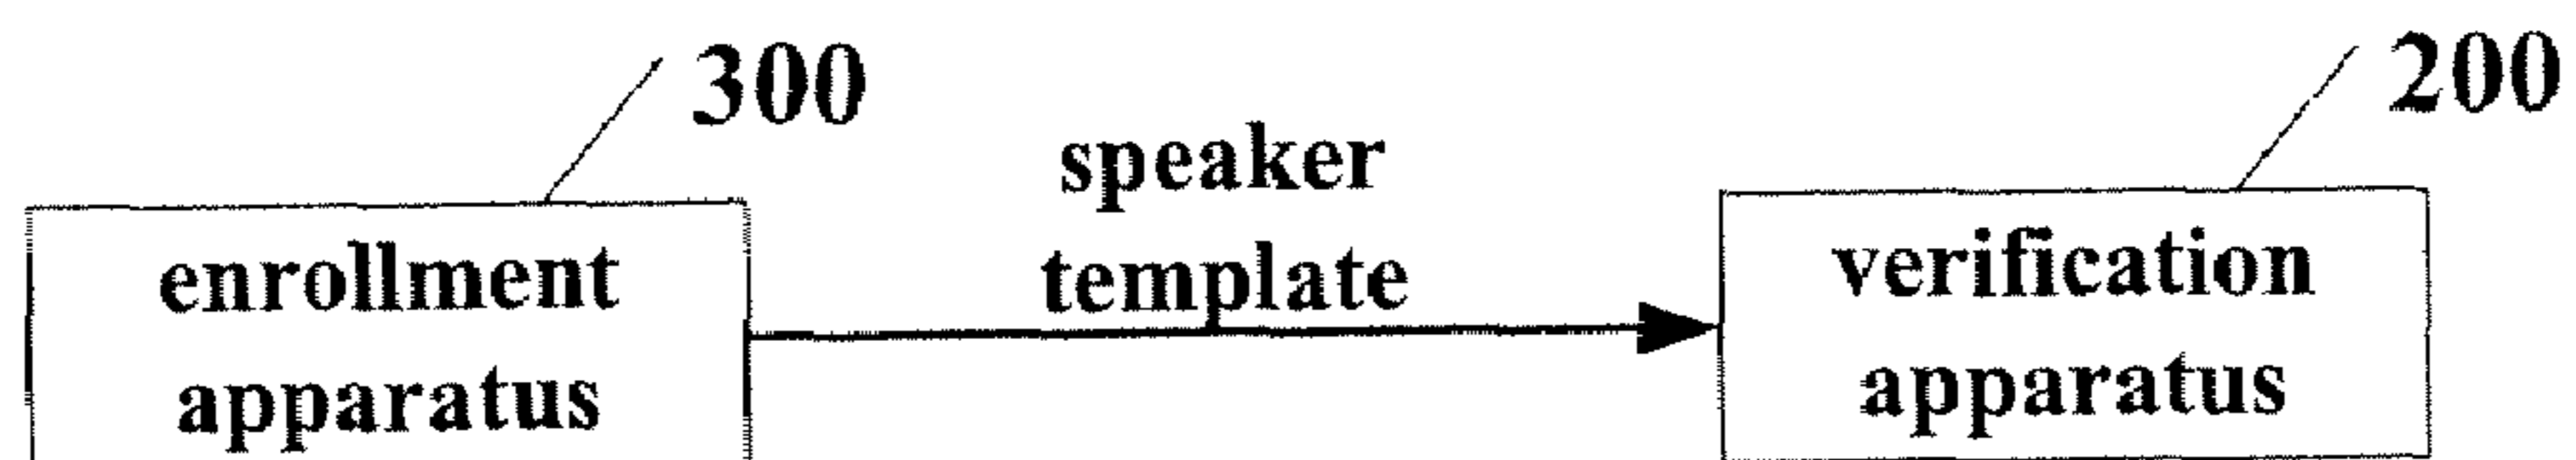 300
200
speaker
template
enrollment
apparatus
verification
apparatus